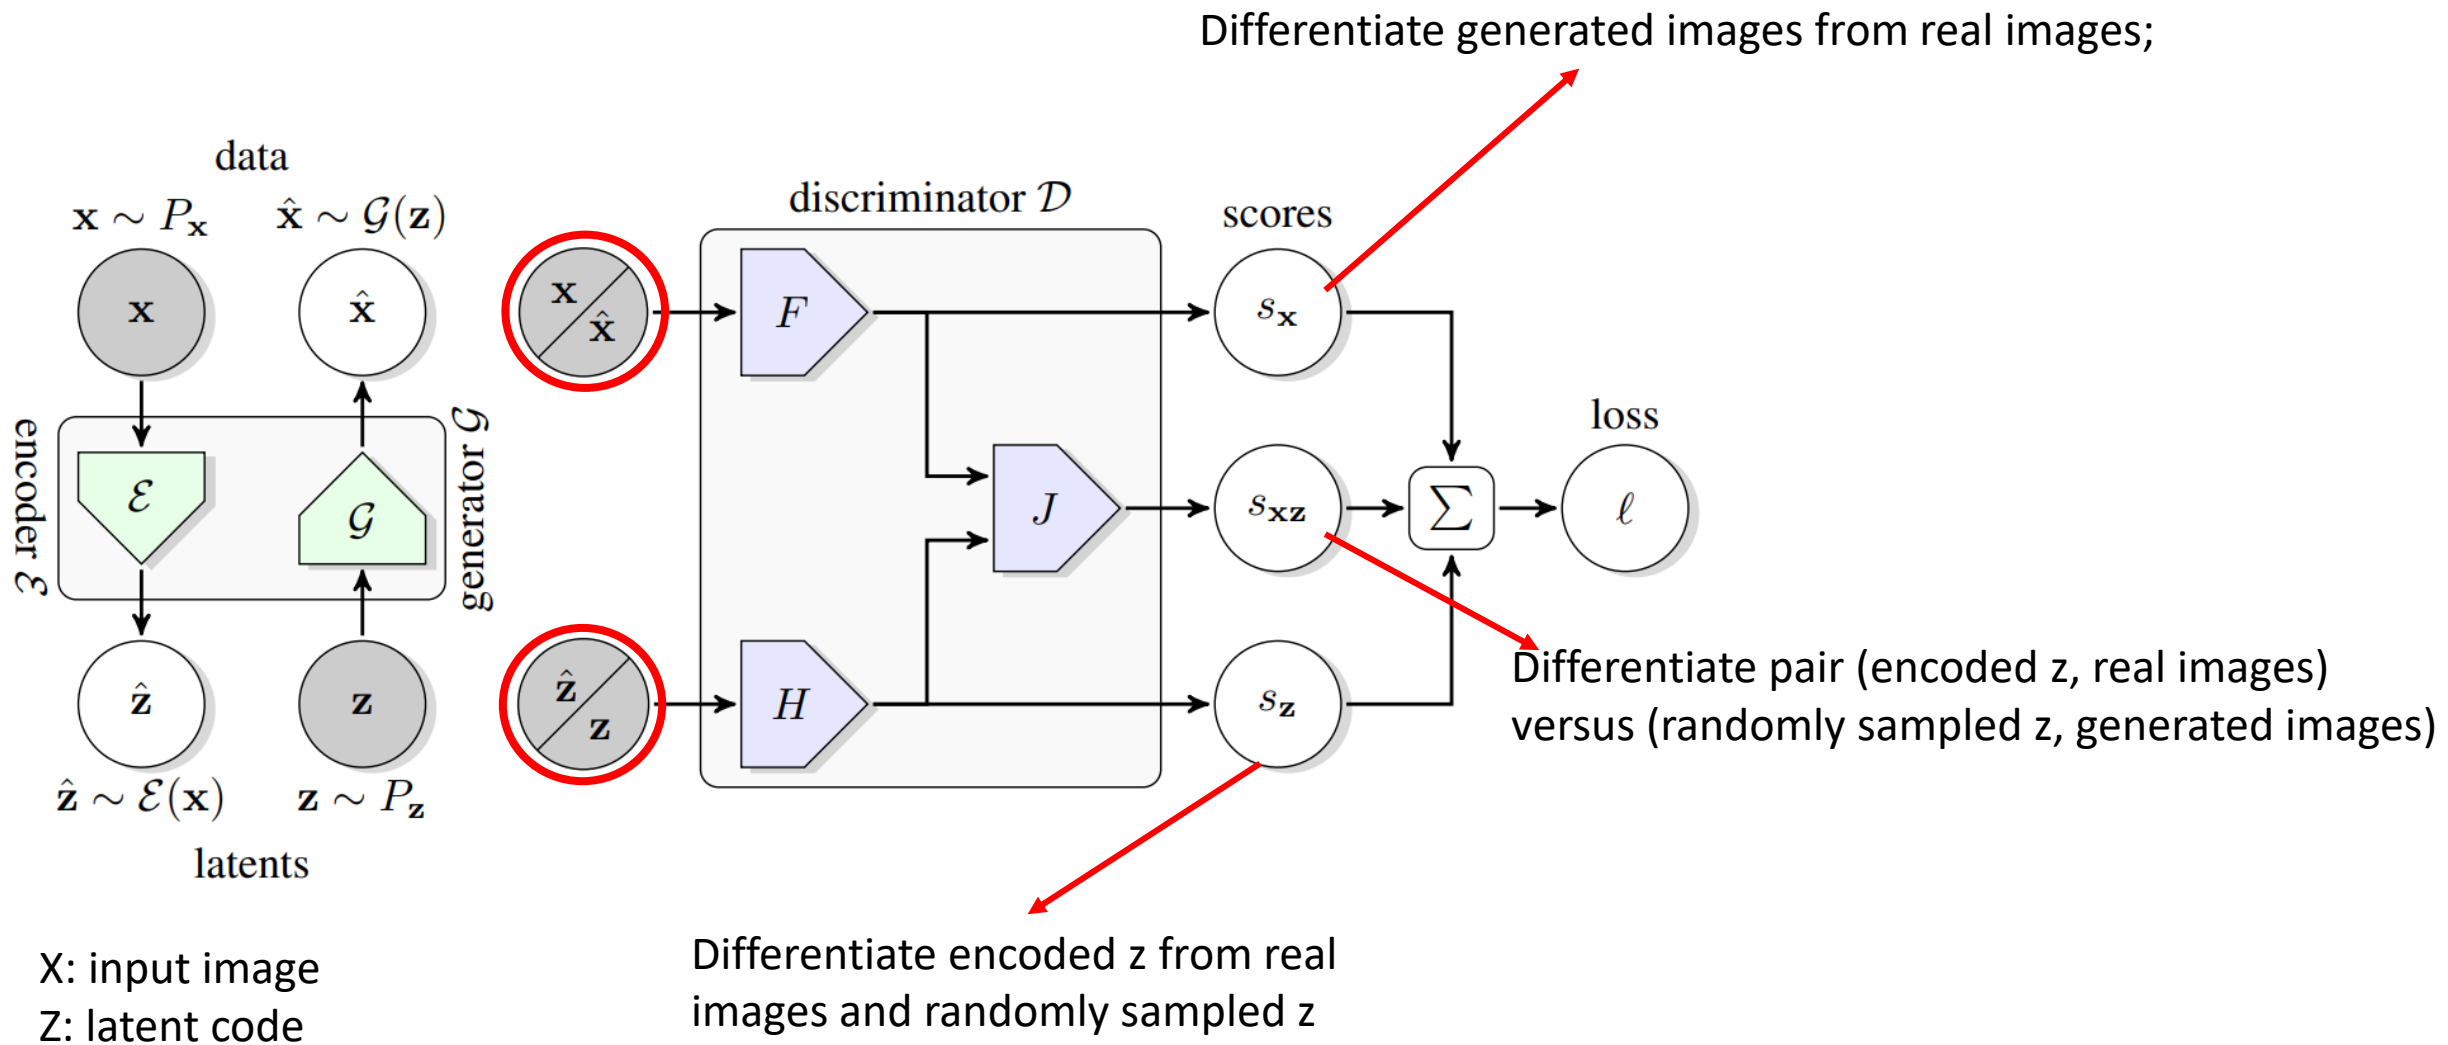 Differentiate generated images from real images;
data
x ∼ Pₓ
x̂ ∼ 𝒢(z)
discriminator 𝒟
scores
x
x̂
x
x̂
F
sₓ
encoder ℰ
ℰ
𝒢
generator 𝒢
J
s_xz
∑
loss
ℓ
ẑ
z
ẑ
z
H
s_z
Differentiate pair (encoded z, real images)
versus (randomly sampled z, generated images)
ẑ ∼ ℰ(x)
z ∼ P_z
latents
X: input image
Z: latent code
Differentiate encoded z from real
images and randomly sampled z